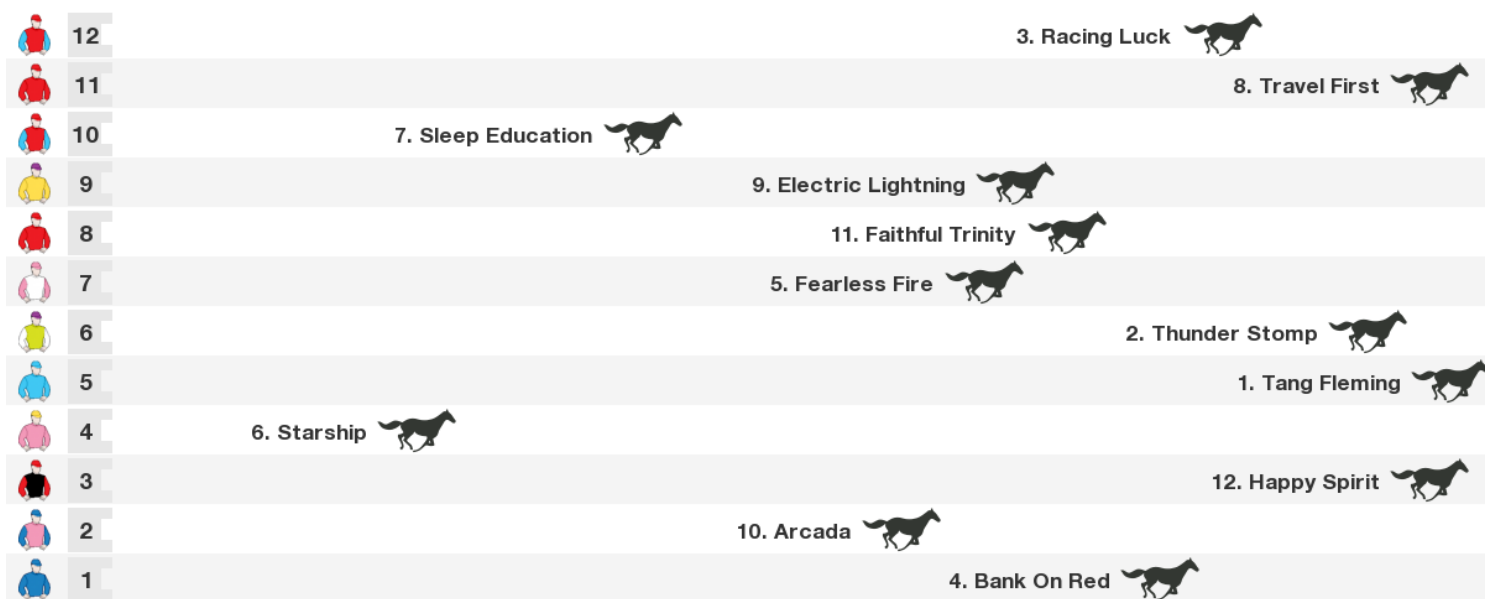 12 3. Racing Luck
11 8. Travel First
10 7. Sleep Education
9 9. Electric Lightning
8 11. Faithful Trinity
7 5. Fearless Fire
6 2. Thunder Stomp
5 1. Tang Fleming
4 6. Starship
3 12. Happy Spirit
2 10. Arcada
1 4. Bank On Red